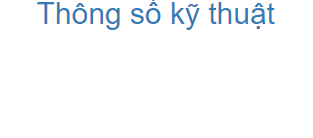 Thông số kỹ thuật